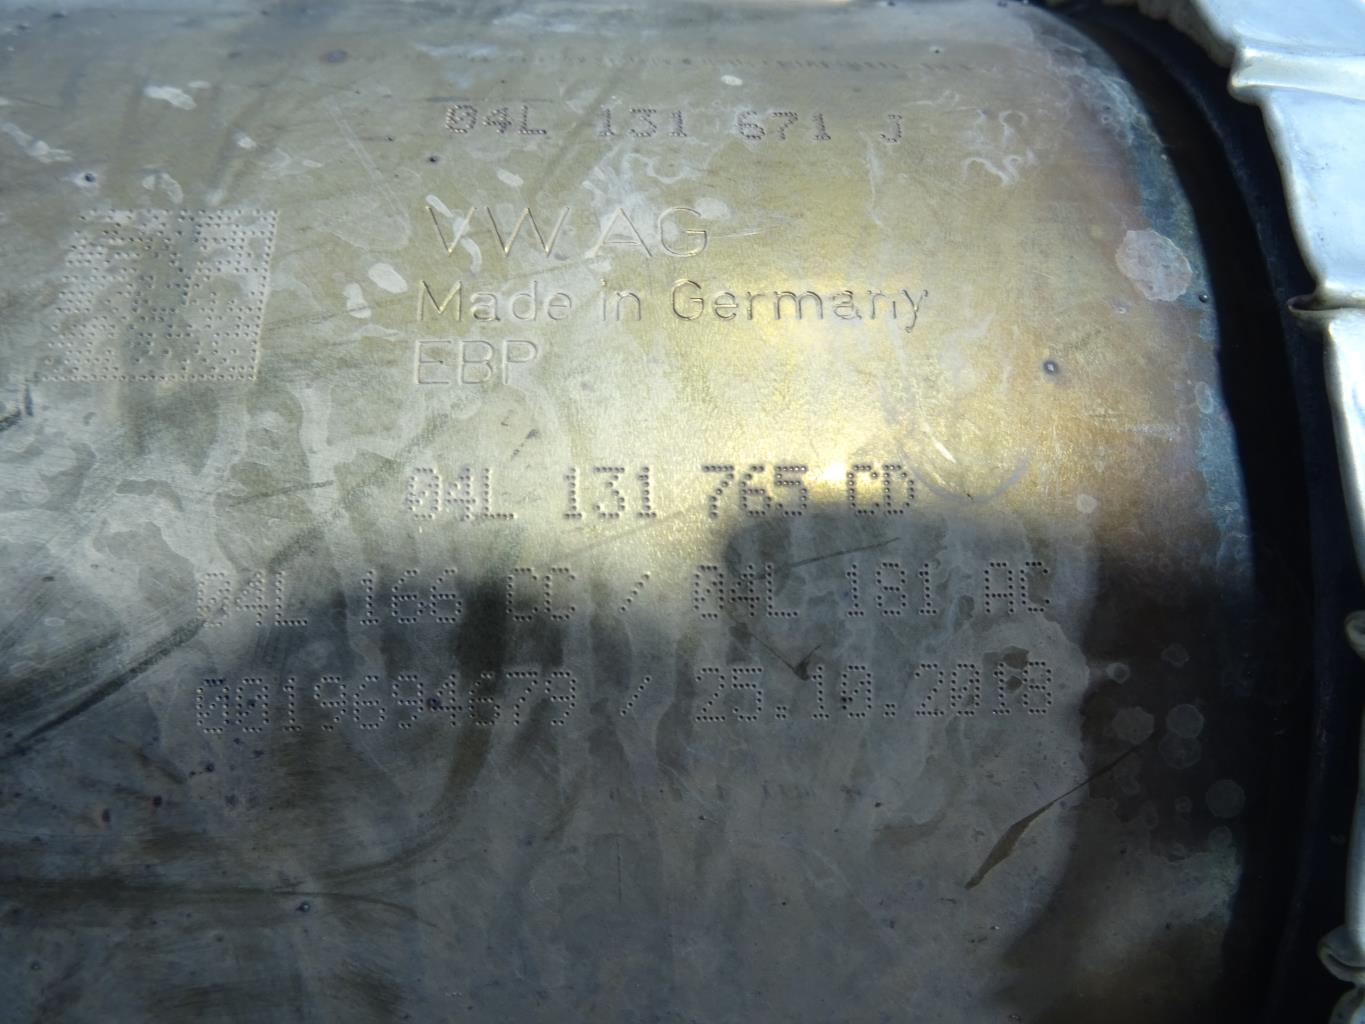 04L 131 671 J
VW AG
Made in Germany
EBP
04L 131 765 CD
04L 166 CC / 04L 181 AC
0019694679 / 25.10.2018